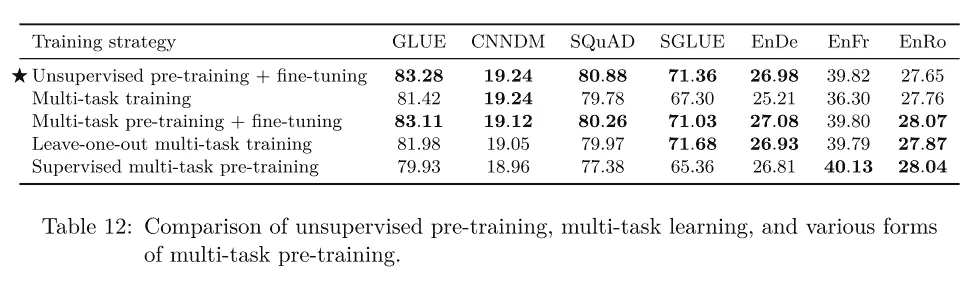 Training strategy GLUE CNNDM SQuAD SGLUE EnDe EnFr EnRo
★ Unsupervised pre-training + fine-tuning 83.28 19.24 80.88 71.36 26.98 39.82 27.65
Multi-task training 81.42 19.24 79.78 67.30 25.21 36.30 27.76
Multi-task pre-training + fine-tuning 83.11 19.12 80.26 71.03 27.08 39.80 28.07
Leave-one-out multi-task training 81.98 19.05 79.97 71.68 26.93 39.79 27.87
Supervised multi-task pre-training 79.93 18.96 77.38 65.36 26.81 40.13 28.04
Table 12: Comparison of unsupervised pre-training, multi-task learning, and various forms
of multi-task pre-training.